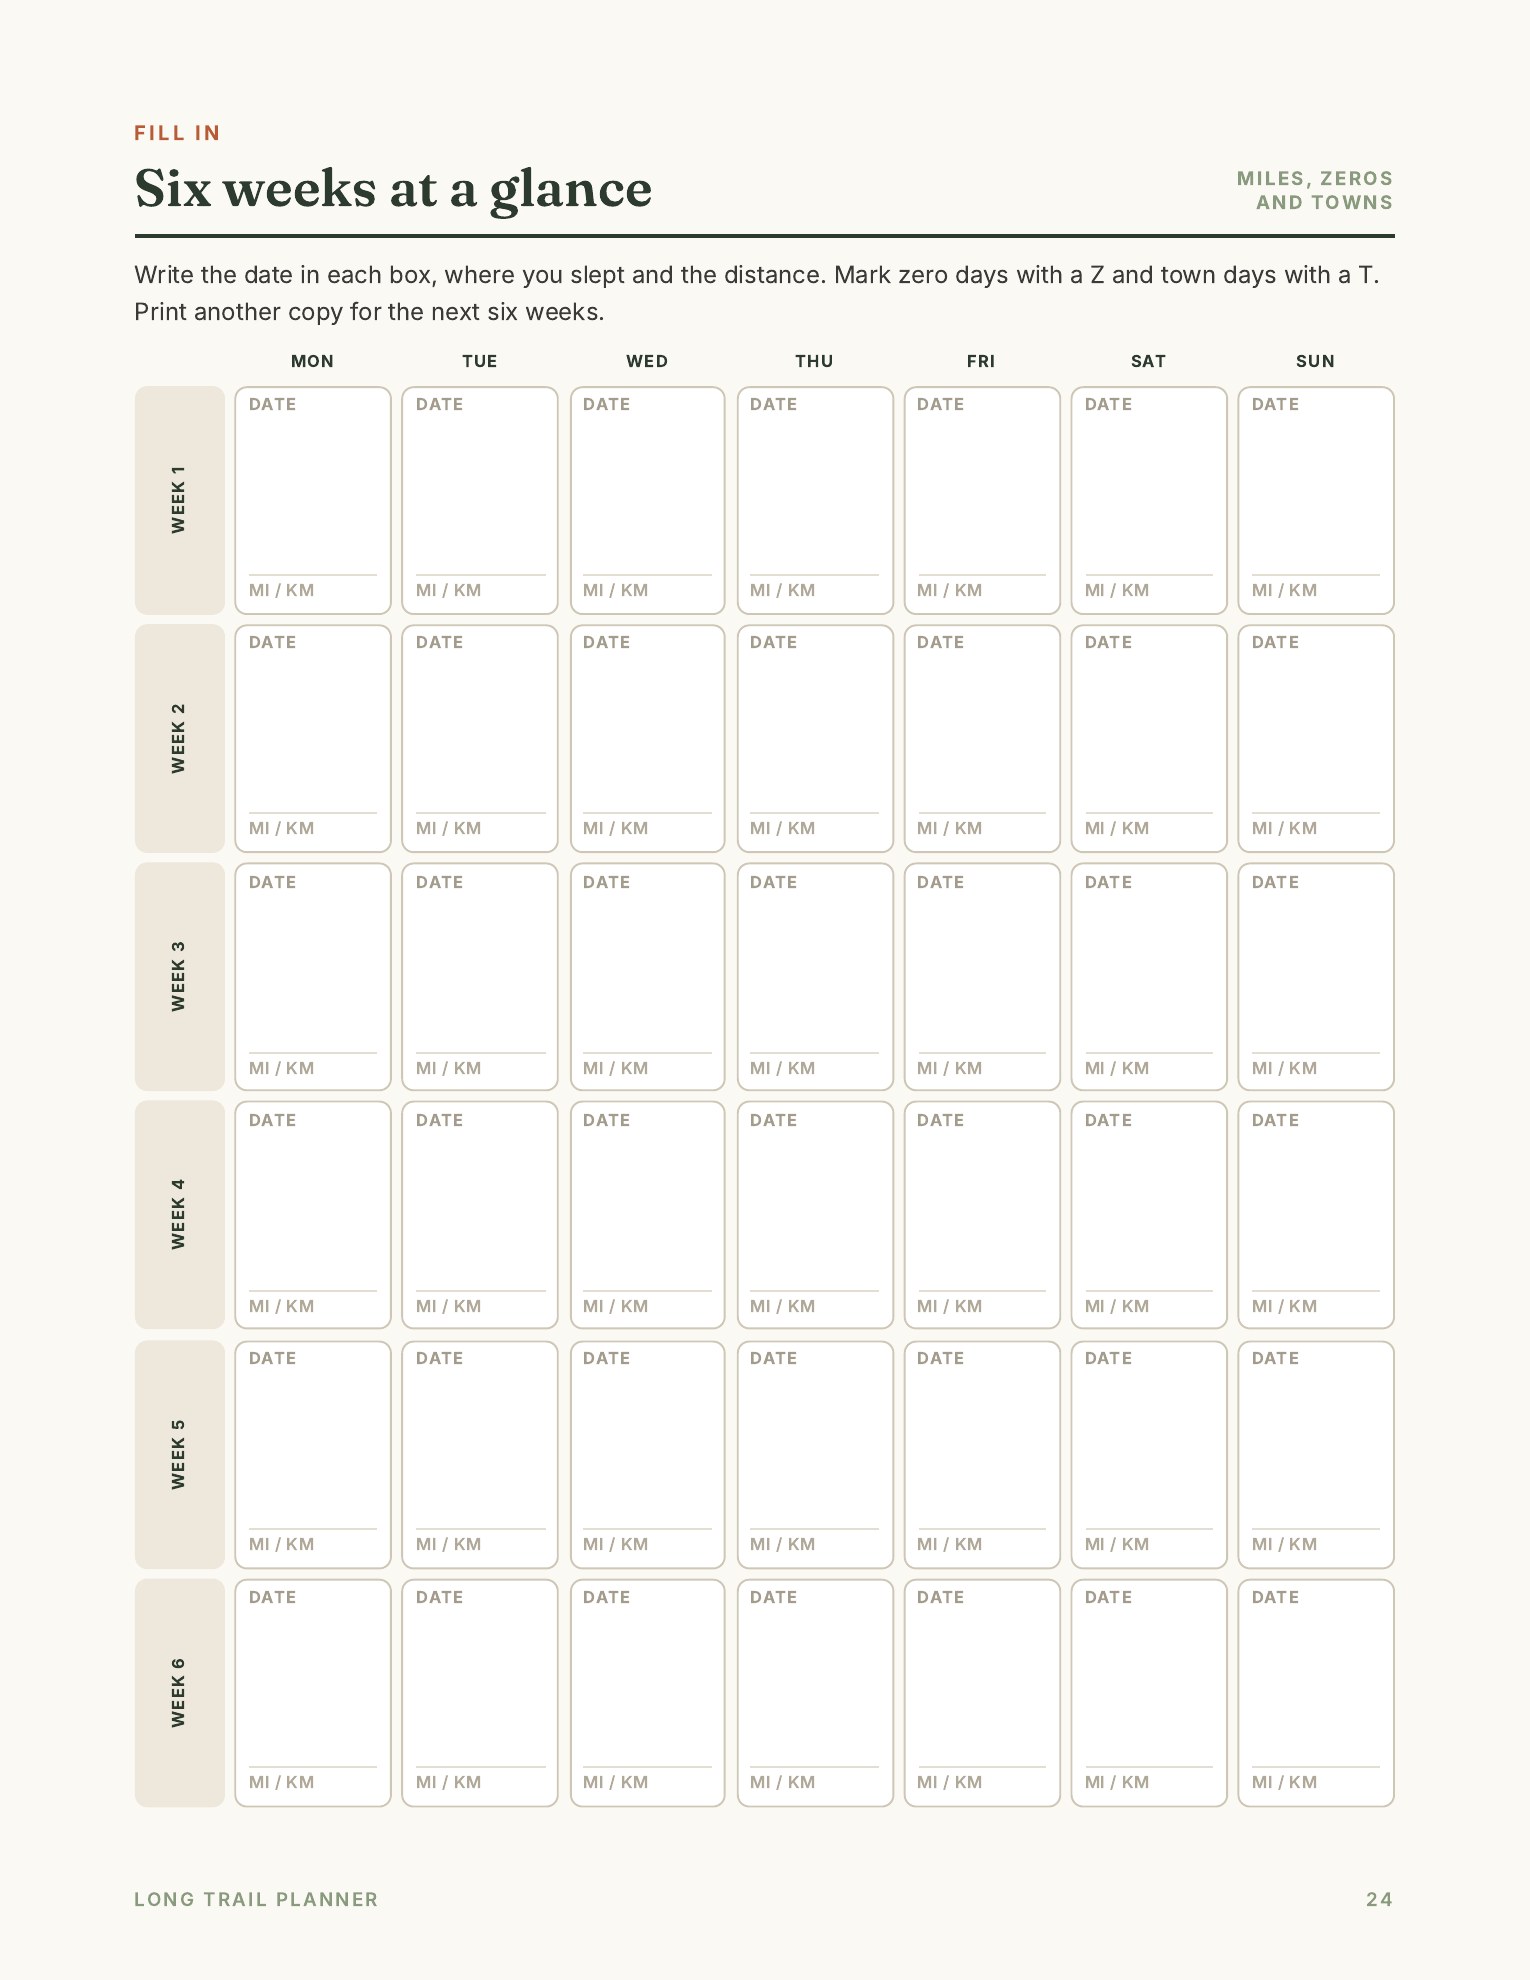 FILL IN
Six weeks at a glance
MILES, ZEROS
AND TOWNS
Write the date in each box, where you slept and the distance. Mark zero days with a Z and town days with a T.
Print another copy for the next six weeks.
MON TUE WED THU FRI SAT SUN
WEEK 1
DATE DATE DATE DATE DATE DATE DATE
MI / KM MI / KM MI / KM MI / KM MI / KM MI / KM MI / KM
WEEK 2
DATE DATE DATE DATE DATE DATE DATE
MI / KM MI / KM MI / KM MI / KM MI / KM MI / KM MI / KM
WEEK 3
DATE DATE DATE DATE DATE DATE DATE
MI / KM MI / KM MI / KM MI / KM MI / KM MI / KM MI / KM
WEEK 4
DATE DATE DATE DATE DATE DATE DATE
MI / KM MI / KM MI / KM MI / KM MI / KM MI / KM MI / KM
WEEK 5
DATE DATE DATE DATE DATE DATE DATE
MI / KM MI / KM MI / KM MI / KM MI / KM MI / KM MI / KM
WEEK 6
DATE DATE DATE DATE DATE DATE DATE
MI / KM MI / KM MI / KM MI / KM MI / KM MI / KM MI / KM
LONG TRAIL PLANNER
24